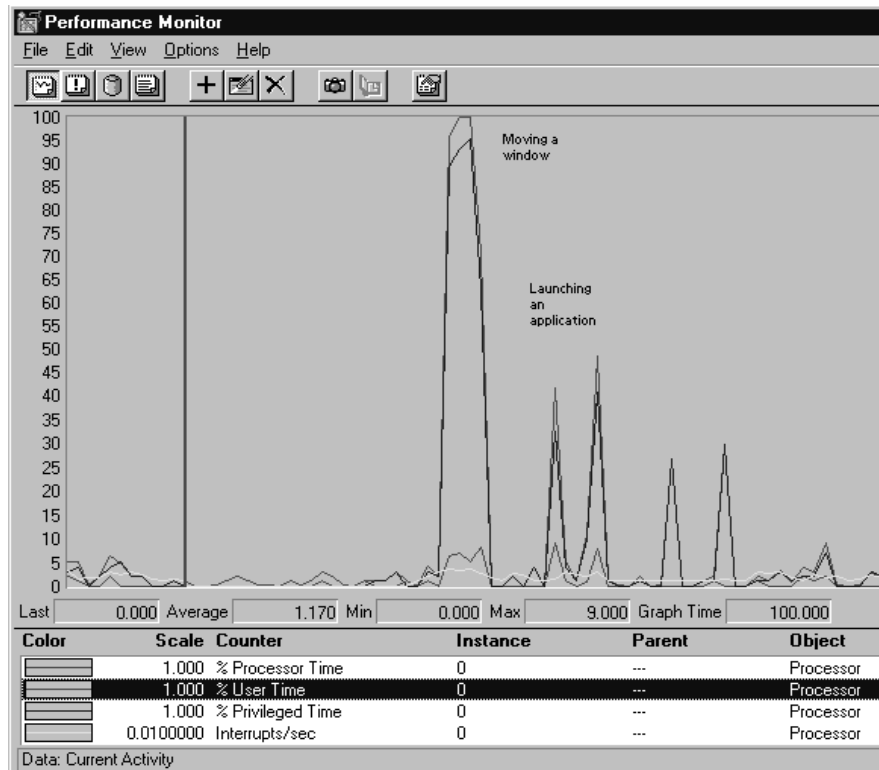 Performance Monitor
File Edit View Options Help
100
95
90
85
80
75
70
65
60
55
50
45
40
35
30
25
20
15
10
5
0
Moving a
window
Launching
an
application
Last 0.000 Average 1.170 Min 0.000 Max 9.000 Graph Time 100.000
Color Scale Counter Instance Parent Object
1.000 % Processor Time 0 --- Processor
1.000 % User Time 0 --- Processor
1.000 % Privileged Time 0 --- Processor
0.0100000 Interrupts/sec 0 --- Processor
Data: Current Activity